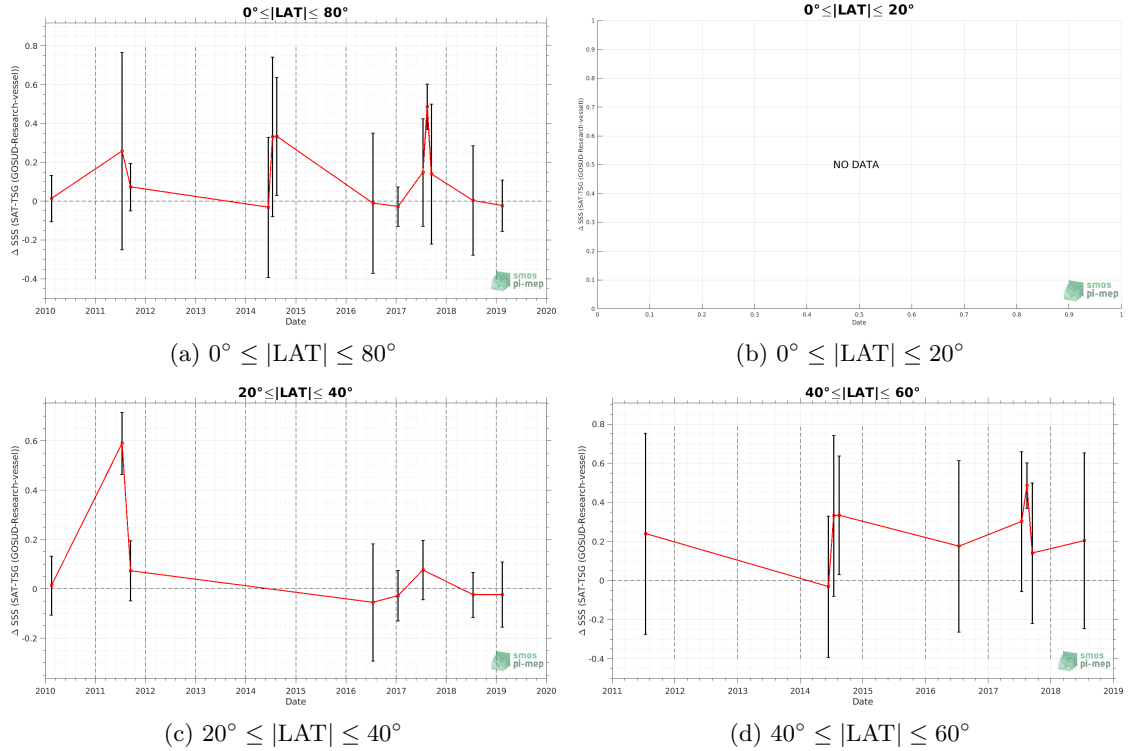 0°≤|LAT|≤ 80°
Δ SSS (SAT-TSG (GOSUD-Research-vessel))
0.8
0.6
0.4
0.2
0
-0.2
-0.4
2010 2011 2012 2013 2014 2015 2016 2017 2018 2019 2020
Date
smos
pi-mep
(a) 0° ≤ |LAT| ≤ 80°
0°≤|LAT|≤ 20°
Δ SSS (SAT-TSG (GOSUD-Research-vessel))
1
0.9
0.8
0.7
0.6
0.5
0.4
0.3
0.2
0.1
0
NO DATA
0 0.1 0.2 0.3 0.4 0.5 0.6 0.7 0.8 0.9 1
Date
smos
pi-mep
(b) 0° ≤ |LAT| ≤ 20°
20°≤|LAT|≤ 40°
Δ SSS (SAT-TSG (GOSUD-Research-vessel))
0.6
0.4
0.2
0
-0.2
2010 2011 2012 2013 2014 2015 2016 2017 2018 2019 2020
Date
smos
pi-mep
(c) 20° ≤ |LAT| ≤ 40°
40°≤|LAT|≤ 60°
Δ SSS (SAT-TSG (GOSUD-Research-vessel))
0.8
0.6
0.4
0.2
0
-0.2
-0.4
2011 2012 2013 2014 2015 2016 2017 2018 2019
Date
smos
pi-mep
(d) 40° ≤ |LAT| ≤ 60°